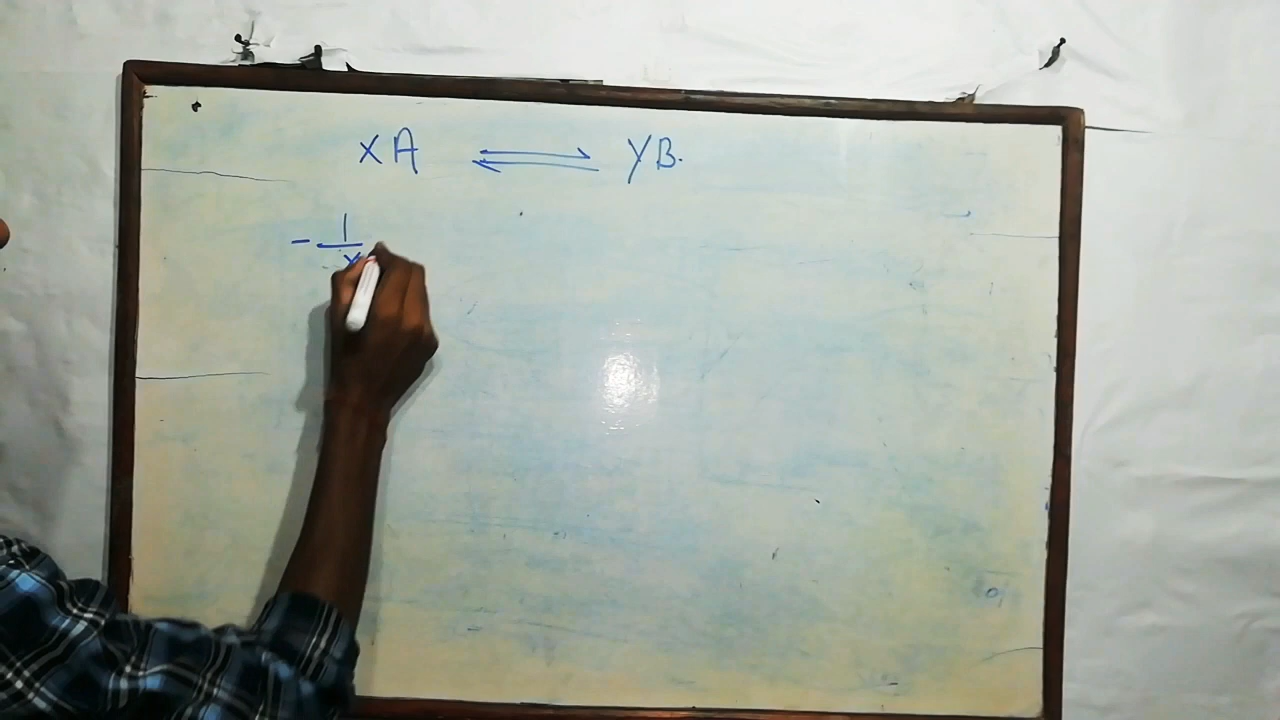 xA ⇌ yB.
- 1/x